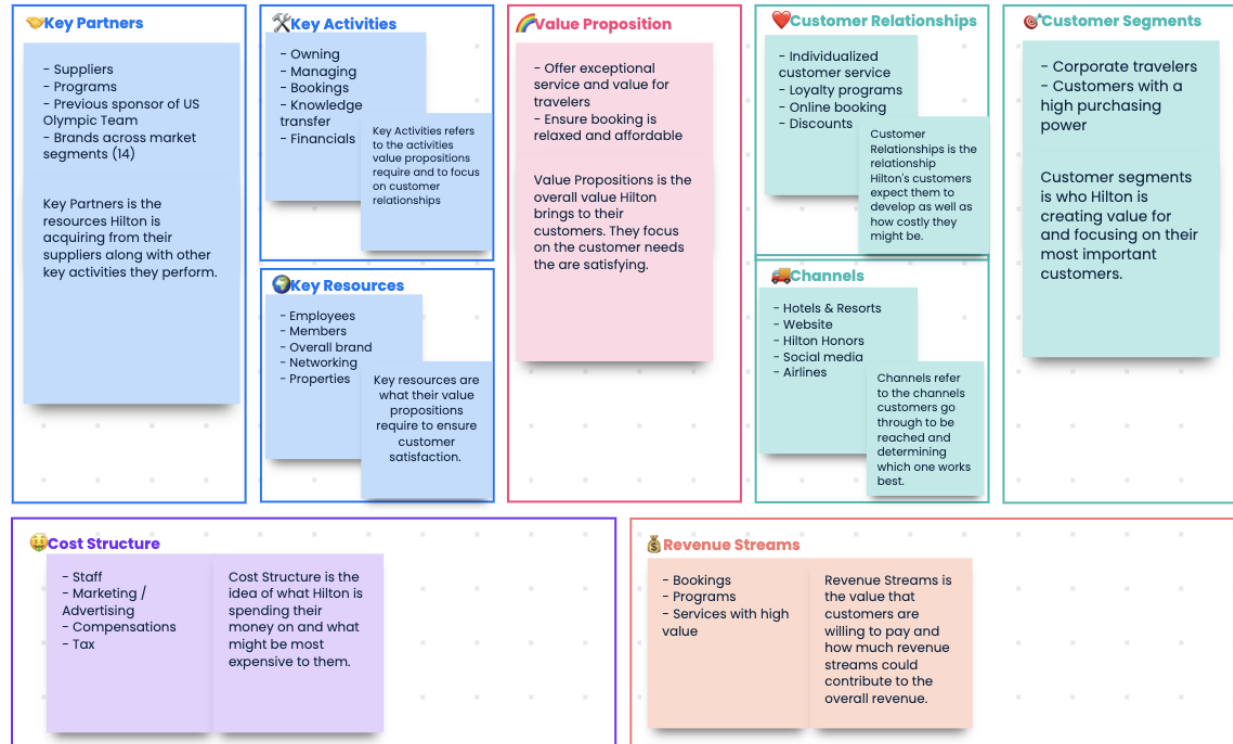 Key Partners
- Suppliers
- Programs
- Previous sponsor of US
Olympic Team
- Brands across market
segments (14)
Key Partners is the
resources Hilton is
acquiring from their
suppliers along with other
key activities they perform.
Key Activities
- Owning
- Managing
- Bookings
- Knowledge
transfer
- Financials
Key Activities refers
to the activities
value propositions
require and to focus
on customer
relationships
Key Resources
- Employees
- Members
- Overall brand
- Networking
- Properties
Key resources are
what their value
propositions
require to ensure
customer
satisfaction.
Value Proposition
- Offer exceptional
service and value for
travelers
- Ensure booking is
relaxed and affordable
Value Propositions is the
overall value Hilton
brings to their
customers. They focus
on the customer needs
the are satisfying.
Customer Relationships
- Individualized
customer service
- Loyalty programs
- Online booking
- Discounts
Customer
Relationships is the
relationship
Hilton's customers
expect them to
develop as well as
how costly they
might be.
Channels
- Hotels & Resorts
- Website
- Hilton Honors
- Social media
- Airlines
Channels refer
to the channels
customers go
through to be
reached and
determining
which one works
best.
Customer Segments
- Corporate travelers
- Customers with a
high purchasing
power
Customer segments
is who Hilton is
creating value for
and focusing on their
most important
customers.
Cost Structure
- Staff
- Marketing /
Advertising
- Compensations
- Tax
Cost Structure is the
idea of what Hilton is
spending their
money on and what
might be most
expensive to them.
Revenue Streams
- Bookings
- Programs
- Services with high
value
Revenue Streams is
the value that
customers are
willing to pay and
how much revenue
streams could
contribute to the
overall revenue.